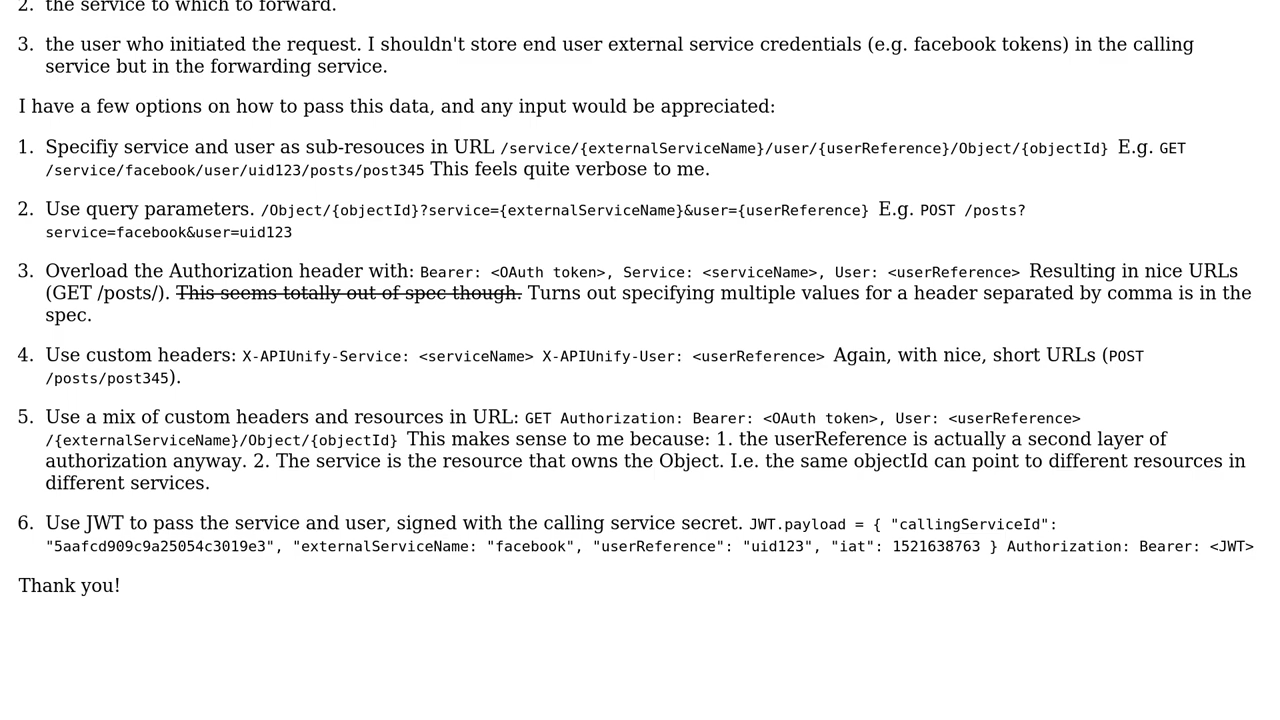 2. the service to which to forward.
3. the user who initiated the request. I shouldn't store end user external service credentials (e.g. facebook tokens) in the calling
service but in the forwarding service.
I have a few options on how to pass this data, and any input would be appreciated:
1. Specifiy service and user as sub-resouces in URL /service/{externalServiceName}/user/{userReference}/Object/{objectId} E.g. GET
/service/facebook/user/uid123/posts/post345 This feels quite verbose to me.
2. Use query parameters. /Object/{objectId}?service={externalServiceName}&user={userReference} E.g. POST /posts?
service=facebook&user=uid123
3. Overload the Authorization header with: Bearer: <OAuth token>, Service: <serviceName>, User: <userReference> Resulting in nice URLs
(GET /posts/). This seems totally out of spec though. Turns out specifying multiple values for a header separated by comma is in the
spec.
4. Use custom headers: X-APIUnify-Service: <serviceName> X-APIUnify-User: <userReference> Again, with nice, short URLs (POST
/posts/post345).
5. Use a mix of custom headers and resources in URL: GET Authorization: Bearer: <OAuth token>, User: <userReference>
/{externalServiceName}/Object/{objectId} This makes sense to me because: 1. the userReference is actually a second layer of
authorization anyway. 2. The service is the resource that owns the Object. I.e. the same objectId can point to different resources in
different services.
6. Use JWT to pass the service and user, signed with the calling service secret. JWT.payload = { "callingServiceId":
"5aafcd909c9a25054c3019e3", "externalServiceName: "facebook", "userReference": "uid123", "iat": 1521638763 } Authorization: Bearer: <JWT>
Thank you!